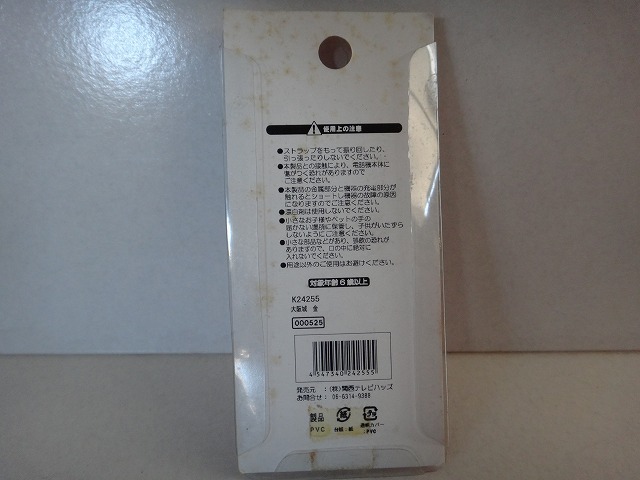 使用上の注意
●ストラップをもって振り回したり、
引っ張ったりしないでください。
●本製品との接触により、電話機本体に
傷がつく恐れがありますので
ご注意ください。
●本製品の金属部分と機器の充電部分が
触れるとショートし機器の故障の原因
になりますのでご注意ください。
●漂白剤は使用しないでください。
●小さなお子様やペットの手の
届かない場所に保管し、子供がいたずら
しないようにご注意ください。
●小さな部品などがあり、誤飲の恐れが
ありますので、口の中に絶対に
入れないでください。
●用途以外のご使用はお避けください。
対象年齢6歳以上
K24255
大阪城 金
000525
4 547340 242555
発売元 :(株)関西テレビハッズ
お問合せ: 06-6314-9388
製品
PVC
紙
台紙:紙
プラ
透明カバー
:PVC